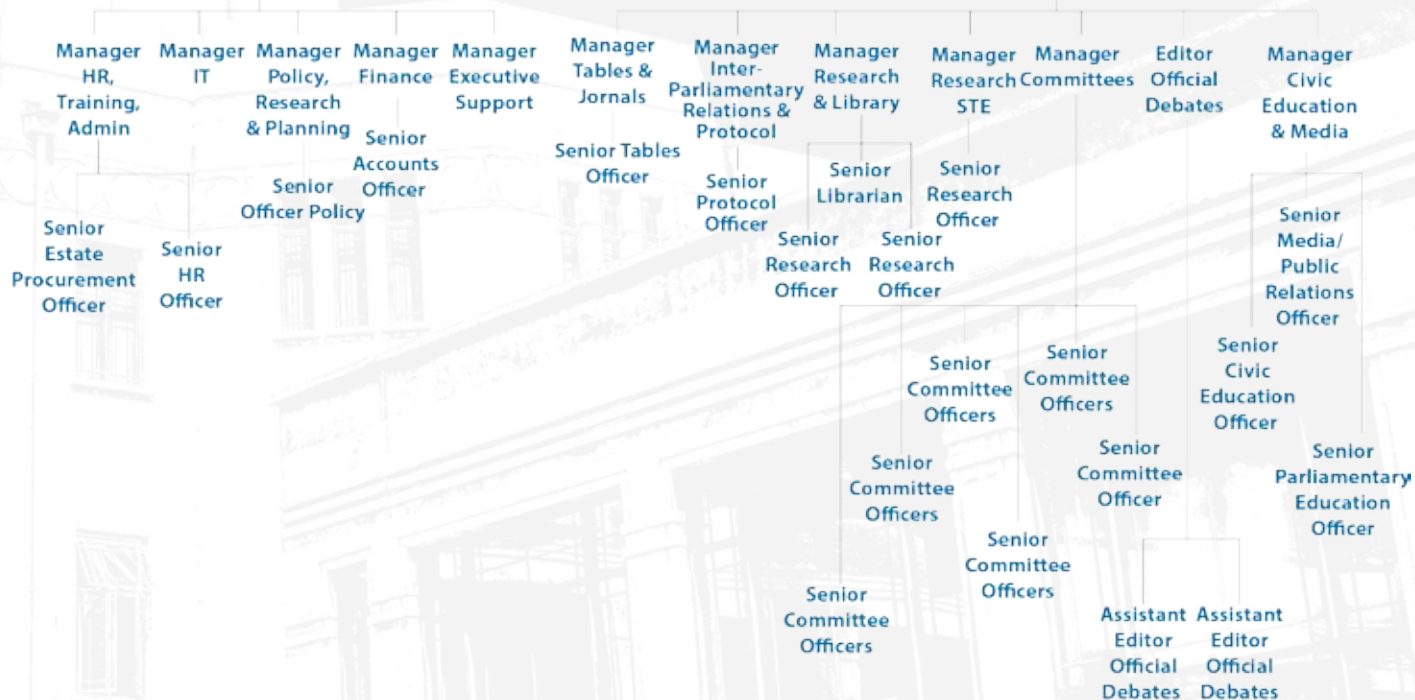 Manager
HR,
Training,
Admin
Manager
IT
Manager
Policy,
Research
& Planning
Manager
Finance
Manager
Executive
Support
Manager
Tables &
Jornals
Manager
Inter-
Parliamentary
Relations &
Protocol
Manager
Research
& Library
Manager
Research
STE
Manager
Committees
Editor
Official
Debates
Manager
Civic
Education
& Media
Senior
Estate
Procurement
Officer
Senior
HR
Officer
Senior
Officer Policy
Senior
Accounts
Officer
Senior Tables
Officer
Senior
Protocol
Officer
Senior
Librarian
Senior
Research
Officer
Senior
Research
Officer
Senior
Research
Officer
Senior
Media/
Public
Relations
Officer
Senior
Civic
Education
Officer
Senior
Parliamentary
Education
Officer
Senior
Committee
Officers
Senior
Committee
Officers
Senior
Committee
Officers
Senior
Committee
Officer
Senior
Committee
Officers
Senior
Committee
Officers
Assistant
Editor
Official
Debates
Assistant
Editor
Official
Debates